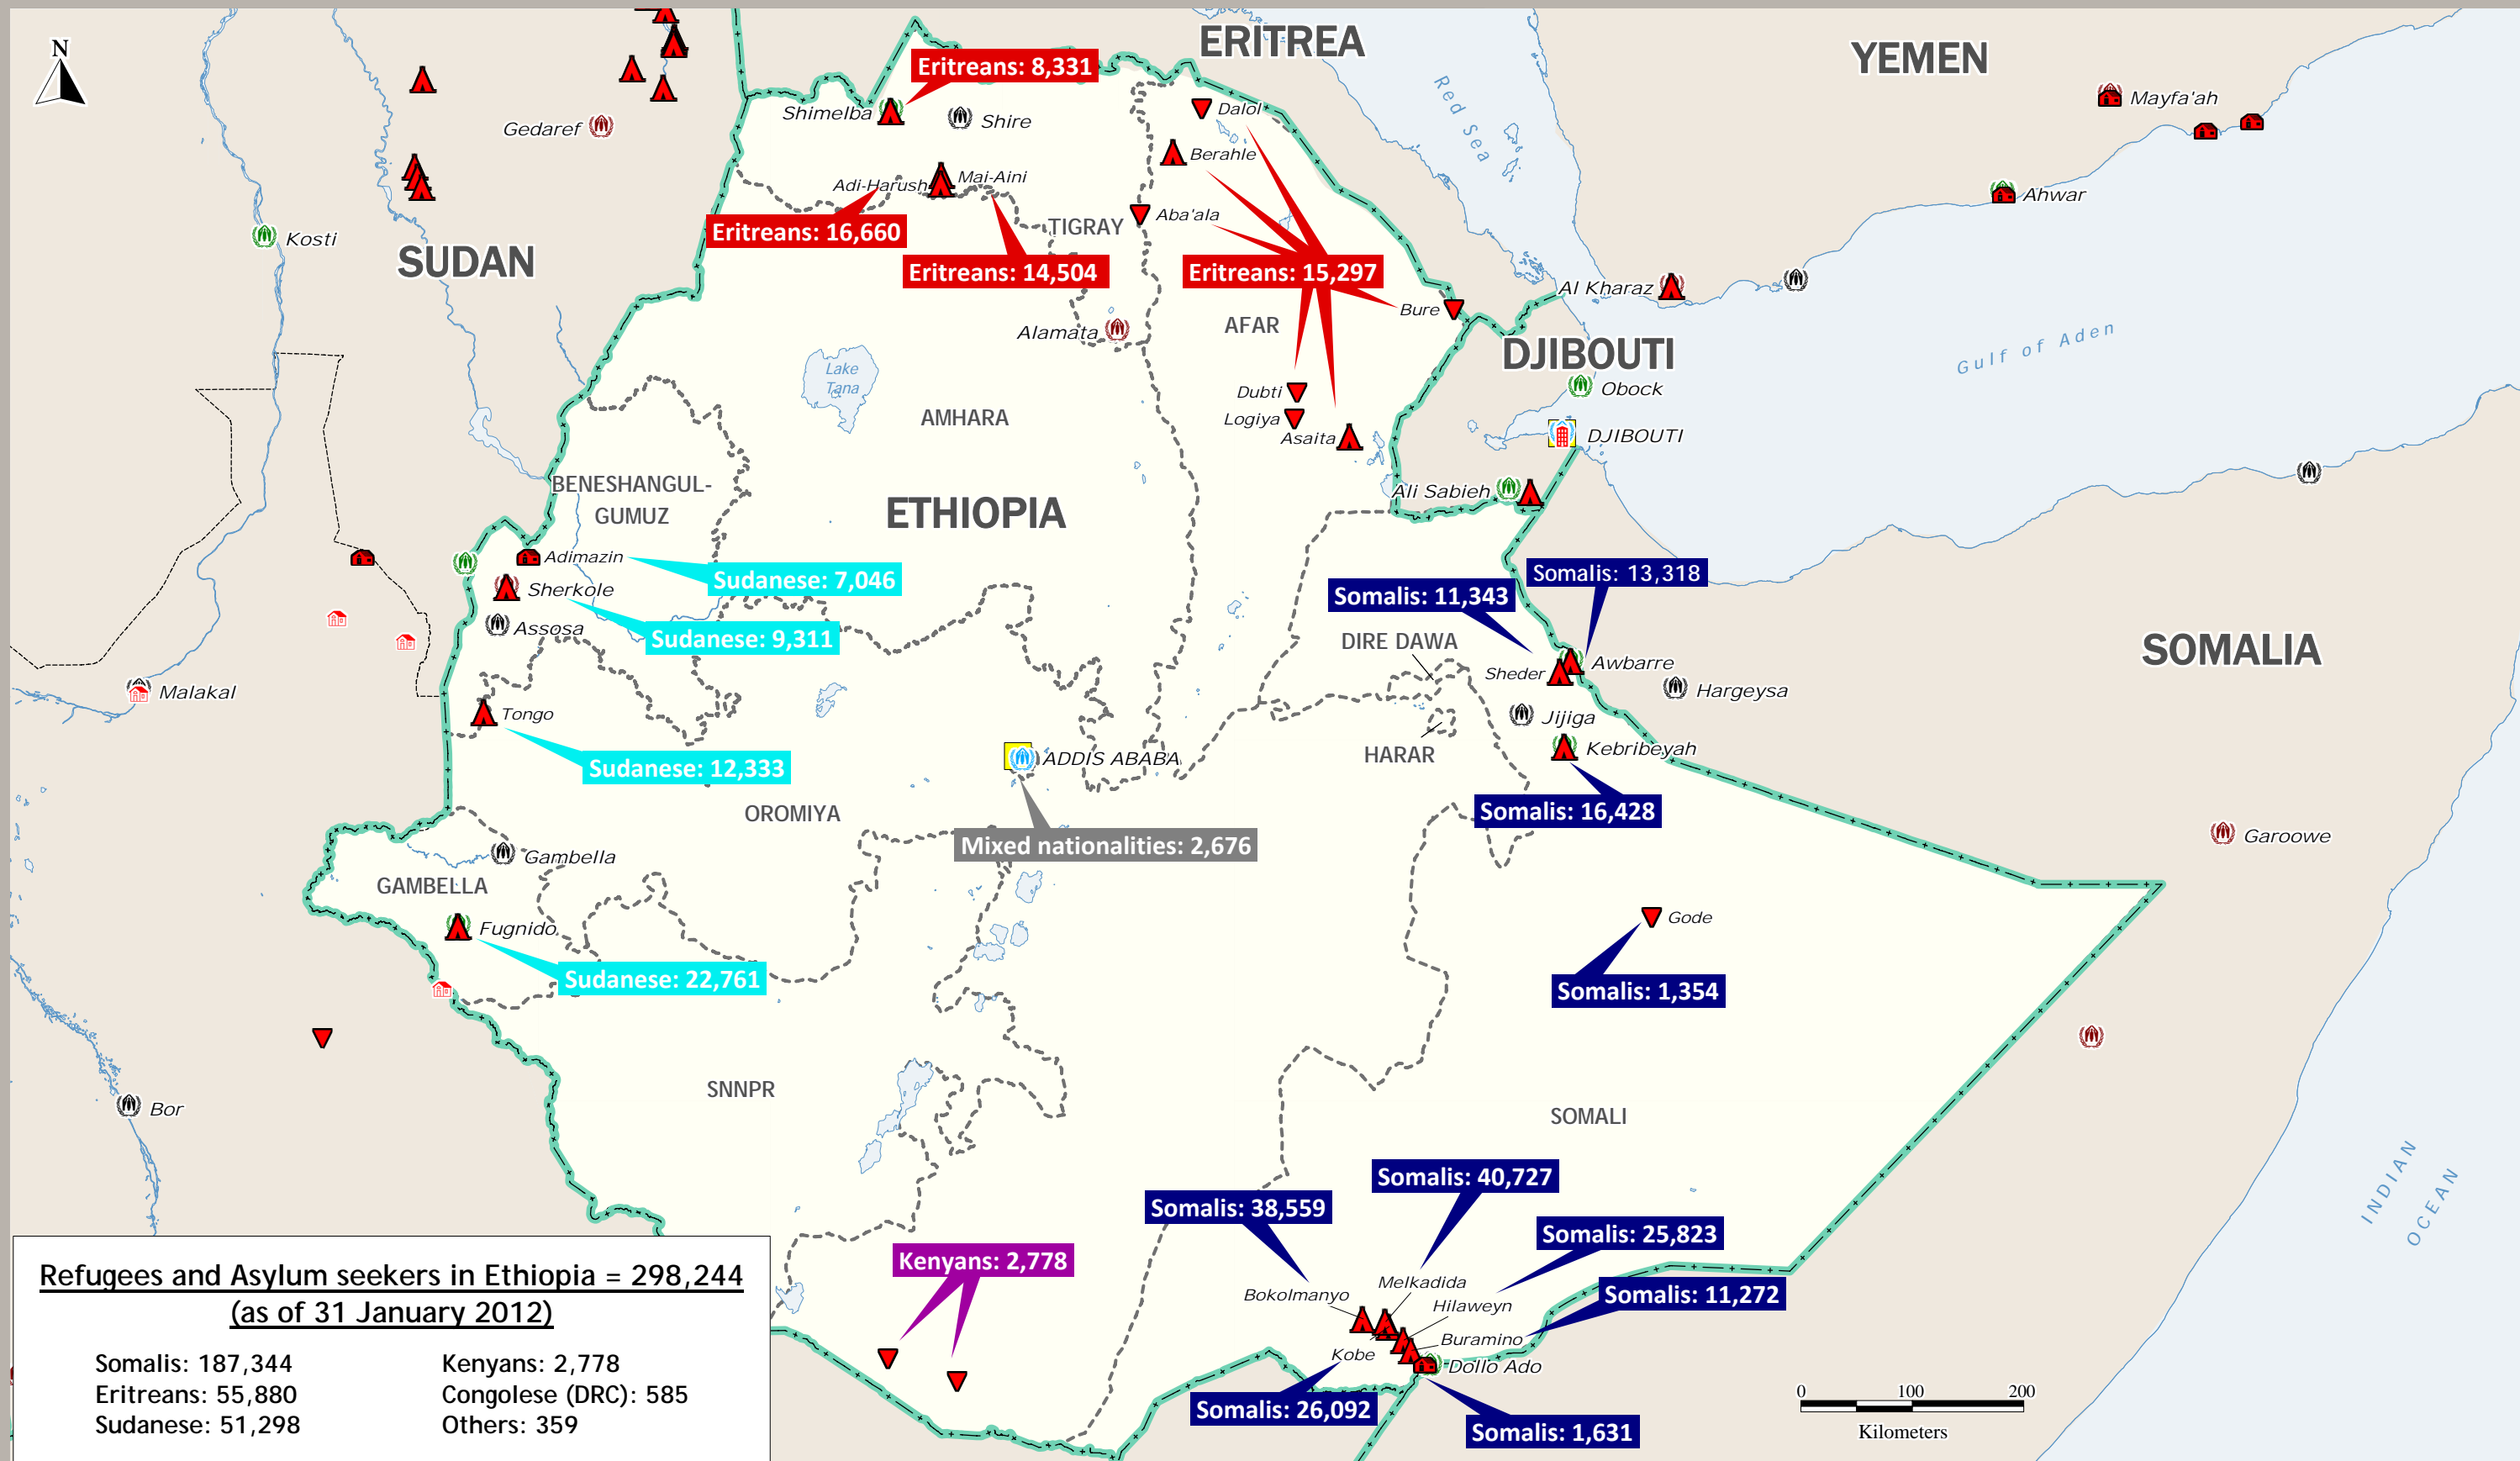 N
ERITREA
YEMEN
Eritreans: 8,331
Mayfa'ah
Shimelba
Shire
Dalol
Red Sea
Gedaref
Berahle
Adi-Harush
Mai-Aini
Ahwar
Aba'ala
TIGRAY
Eritreans: 16,660
Kosti
SUDAN
Eritreans: 14,504
Eritreans: 15,297
Al Kharaz
Bure
AFAR
Alamata
DJIBOUTI
Gulf of Aden
Lake
Tana
Obock
Dubti
AMHARA
Logiya
Asaita
DJIBOUTI
BENESHANGUL-
GUMUZ
Ali Sabieh
ETHIOPIA
Adimazin
Sudanese: 7,046
Somalis: 13,318
Sherkole
Somalis: 11,343
Assosa
Sudanese: 9,311
DIRE DAWA
SOMALIA
Awbarre
Sheder
Malakal
Hargeysa
Tongo
Jijiga
Kebribeyah
HARAR
ADDIS ABABA
Sudanese: 12,333
OROMIYA
Somalis: 16,428
Garoowe
Mixed nationalities: 2,676
Gambella
GAMBELLA
Gode
Fugnido
Sudanese: 22,761
Somalis: 1,354
SNNPR
Bor
SOMALI
INDIAN
OCEAN
Somalis: 40,727
Somalis: 38,559
Somalis: 25,823
Kenyans: 2,778
Melkadida
Bokolmanyo
Somalis: 11,272
Hilaweyn
Buramino
Kobe
Dollo Ado
Somalis: 26,092
Somalis: 1,631
0 100 200
Kilometers
Refugees and Asylum seekers in Ethiopia = 298,244
(as of 31 January 2012)
Somalis: 187,344 Kenyans: 2,778
Eritreans: 55,880 Congolese (DRC): 585
Sudanese: 51,298 Others: 359